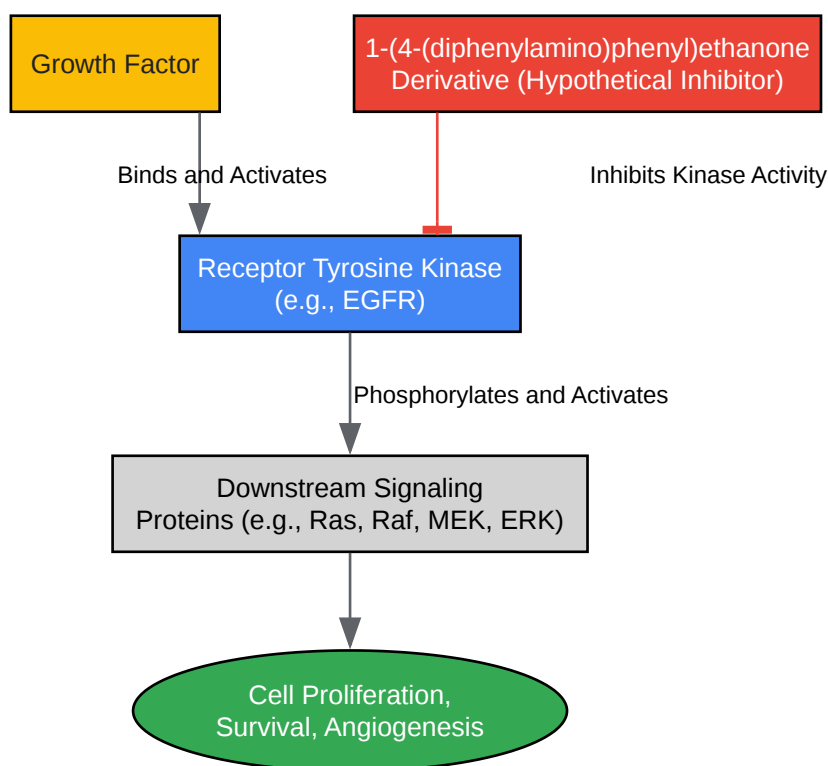 Growth Factor
1-(4-(diphenylamino)phenyl)ethanone
Derivative (Hypothetical Inhibitor)
Binds and Activates
Inhibits Kinase Activity
Receptor Tyrosine Kinase
(e.g., EGFR)
Phosphorylates and Activates
Downstream Signaling
Proteins (e.g., Ras, Raf, MEK, ERK)
Cell Proliferation,
Survival, Angiogenesis